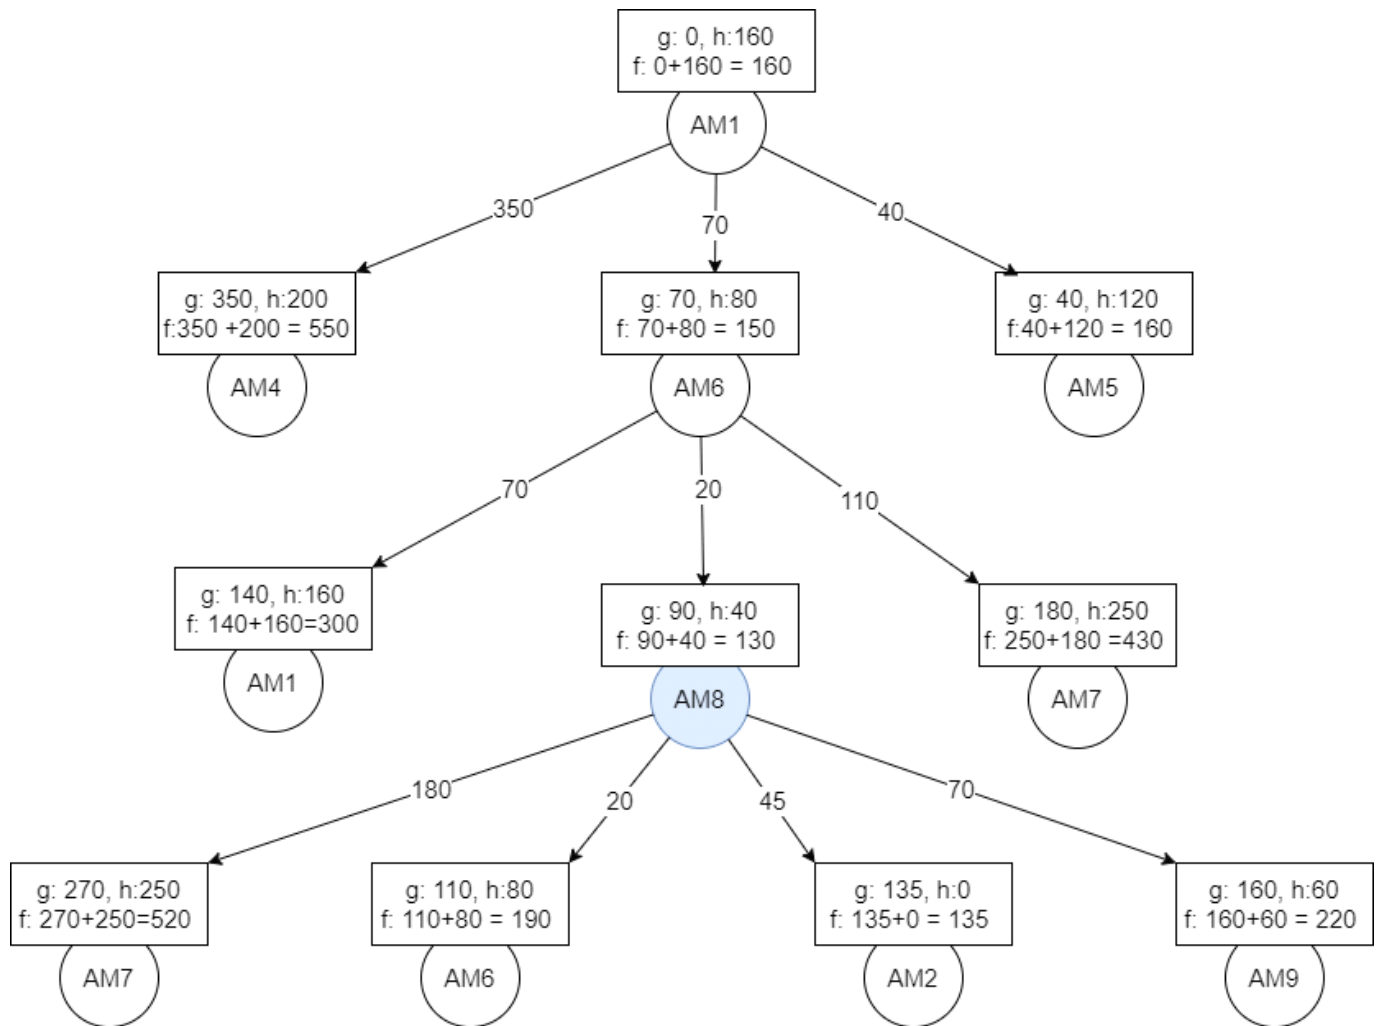 g: 0, h:160
f: 0+160 = 160
AM1
350
70
40
g: 350, h:200
f:350 +200 = 550
AM4
g: 70, h:80
f: 70+80 = 150
AM6
g: 40, h:120
f:40+120 = 160
AM5
70
20
110
g: 140, h:160
f: 140+160=300
AM1
g: 90, h:40
f: 90+40 = 130
AM8
g: 180, h:250
f: 250+180 =430
AM7
180
20
45
70
g: 270, h:250
f: 270+250=520
AM7
g: 110, h:80
f: 110+80 = 190
AM6
g: 135, h:0
f: 135+0 = 135
AM2
g: 160, h:60
f: 160+60 = 220
AM9